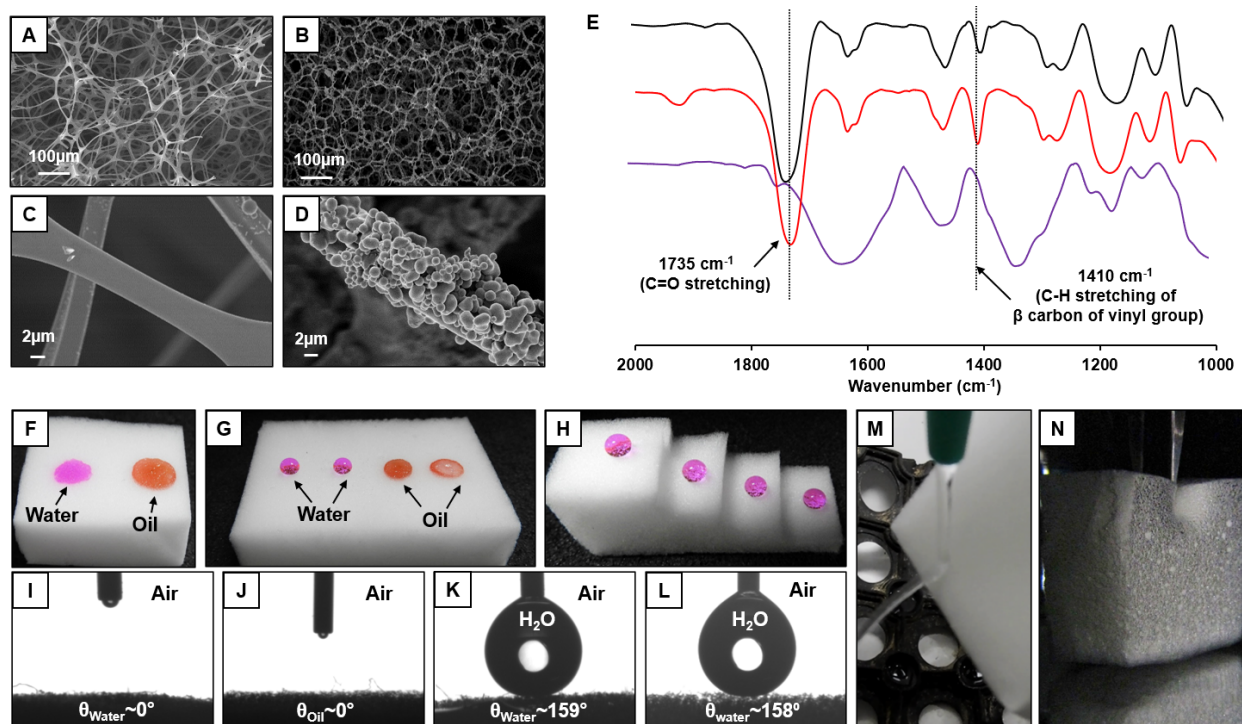 A
100μm
B
100μm
C
2μm
D
2μm
E
1735 cm⁻¹
(C=O stretching)
1410 cm⁻¹
(C-H stretching of
β carbon of vinyl group)
2000
1800
1600
1400
1200
1000
Wavenumber (cm⁻¹)
F
Water
Oil
G
Water
Oil
H
I
Air
θWater~0°
J
Air
θOil~0°
K
Air
H₂O
θWater~159°
L
Air
H₂O
θwater~158°
M
N